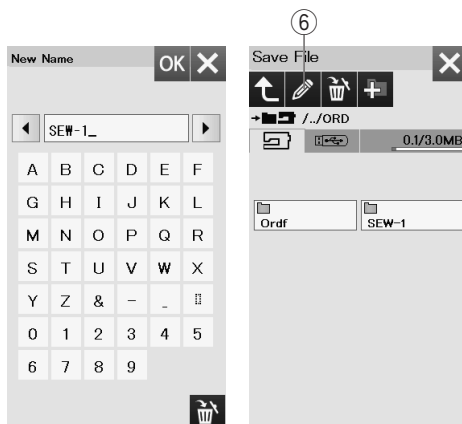 ⑥
New Name
OK
SEW-1_
A B C D E F
G H I J K L
M N O P Q R
S T U V W X
Y Z & - _
0 1 2 3 4 5
6 7 8 9
Save File
/../ORD
0.1/3.0MB
Ordf
SEW-1